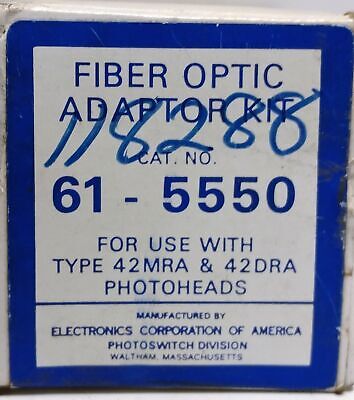 FIBER OPTIC
ADAPTOR KIT
118288
CAT. NO.
61 - 5550
FOR USE WITH
TYPE 42MRA & 42DRA
PHOTOHEADS
MANUFACTURED BY
ELECTRONICS CORPORATION OF AMERICA
PHOTOSWITCH DIVISION
WALTHAM, MASSACHUSETTS